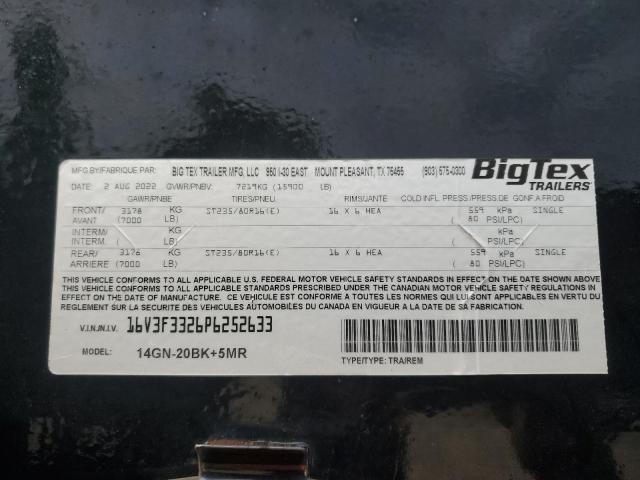 MFG.BY/FABRIQUE PAR: BIG TEX TRAILER MFG, LLC 950 I-30 EAST MOUNT PLEASANT, TX 75455 (903) 575-0300
BigTex
TRAILERS
DATE: 2 AUG 2022 GVWR/PNBV: 7219KG (15900 LB)
GAWR/PNBE TIRES/PNEU. RIMS/JANTE COLD INFL. PRESS./PRESS.DE GONF.A FROID
FRONT/ 3176 KG ST235/80R16(E) 16 X 6 HEA 559 kPa SINGLE
AVANT (7000 LB) ( 80 PSI/LPC)
INTERM/ KG kPa
INTERM. ( LB) ( PSI/LPC)
REAR/ 3176 KG ST235/80R16(E) 16 X 6 HEA 559 kPa SINGLE
ARRIERE (7000 LB) ( 80 PSI/LPC)
THIS VEHICLE CONFORMS TO ALL APPLICABLE U.S. FEDERAL MOTOR VEHICLE SAFETY STANDARDS IN EFFECT ON THE DATE OF MANUFACTURE SHOWN ABOVE
THIS VEHICLE CONFORMS TO ALL APPLICABLE STANDARDS PRESCRIBED UNDER THE CANADIAN MOTOR VEHICLE SAFETY REGULATIONS IN EFFECT ON THE DATE OF MANUFACTURE. CE VEHICULE EST CONFORME A TOUTES LES NORMES QUI LUI SONT APPLICABLES EN VERTU DU REGLEMENT SUR LA SECURITE DES VEHICULES AUTOMOBILES DU CANADA EN VIGUEUR A LA DATE DE SA FABRICATION.
V.I.N./N.I.V. 16V3F3326P6252633
MODEL: 14GN-20BK+5MR TYPE/TYPE: TRA/REM